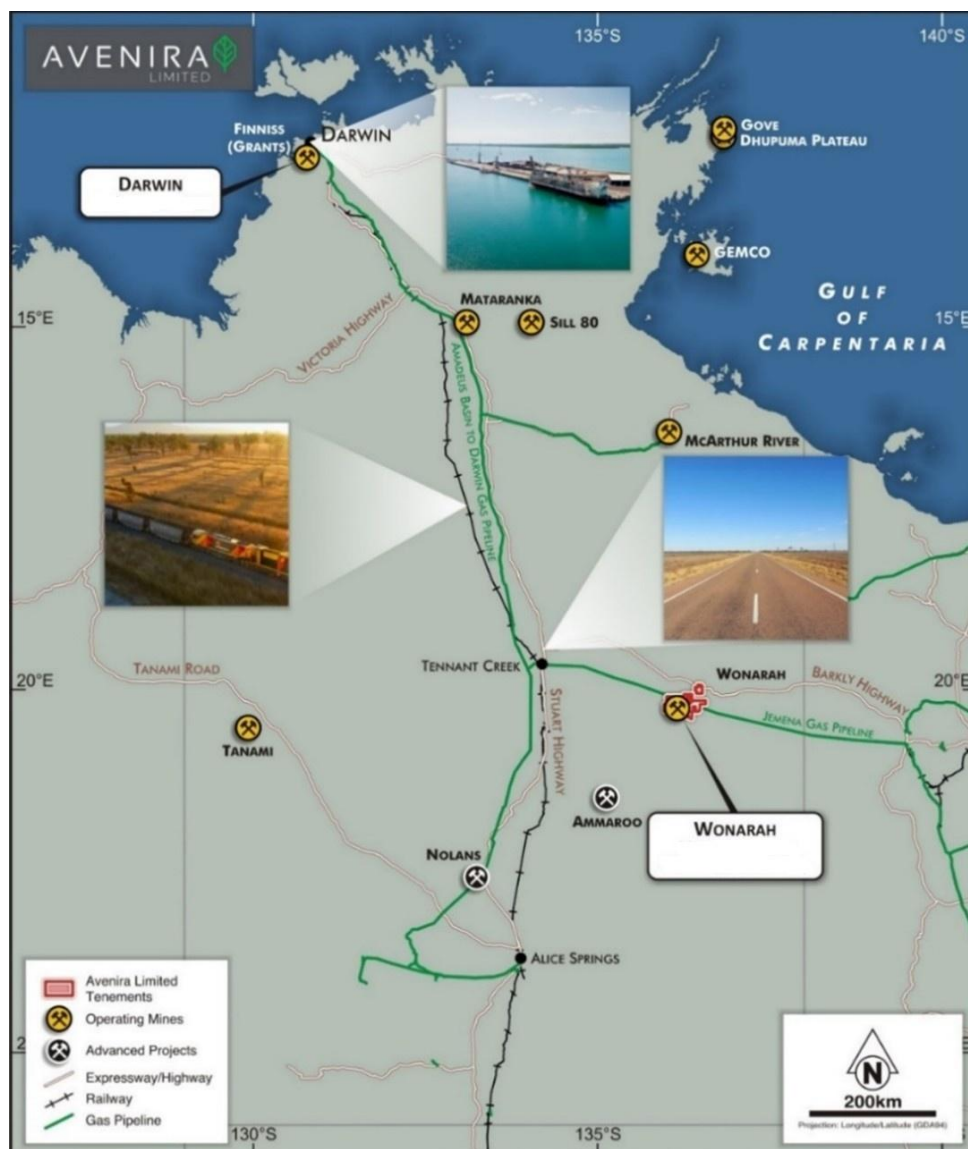 AVENIRA
LIMITED
135°S
140°S
FINNISS
(GRANTS)
DARWIN
DARWIN
GOVE
DHUPUMA PLATEAU
GEMCO
GULF
OF
CARPENTARIA
MATARANKA
SILL 80
15°E
15°E
VICTORIA HIGHWAY
AMADEUS BASIN TO DARWIN GAS PIPELINE
MCARTHUR RIVER
TENNANT CREEK
TANAMI ROAD
20°E
20°E
WONARAH
BARKLY HIGHWAY
JEMENA GAS PIPELINE
STUART HIGHWAY
TANAMI
AMMAROO
WONARAH
NOLANS
ALICE SPRINGS
Avenira Limited
Tenements
Operating Mines
Advanced Projects
Expressway/Highway
Railway
Gas Pipeline
N
200km
Projection: Longitude/Latitude (GDA94)
130°S
135°S